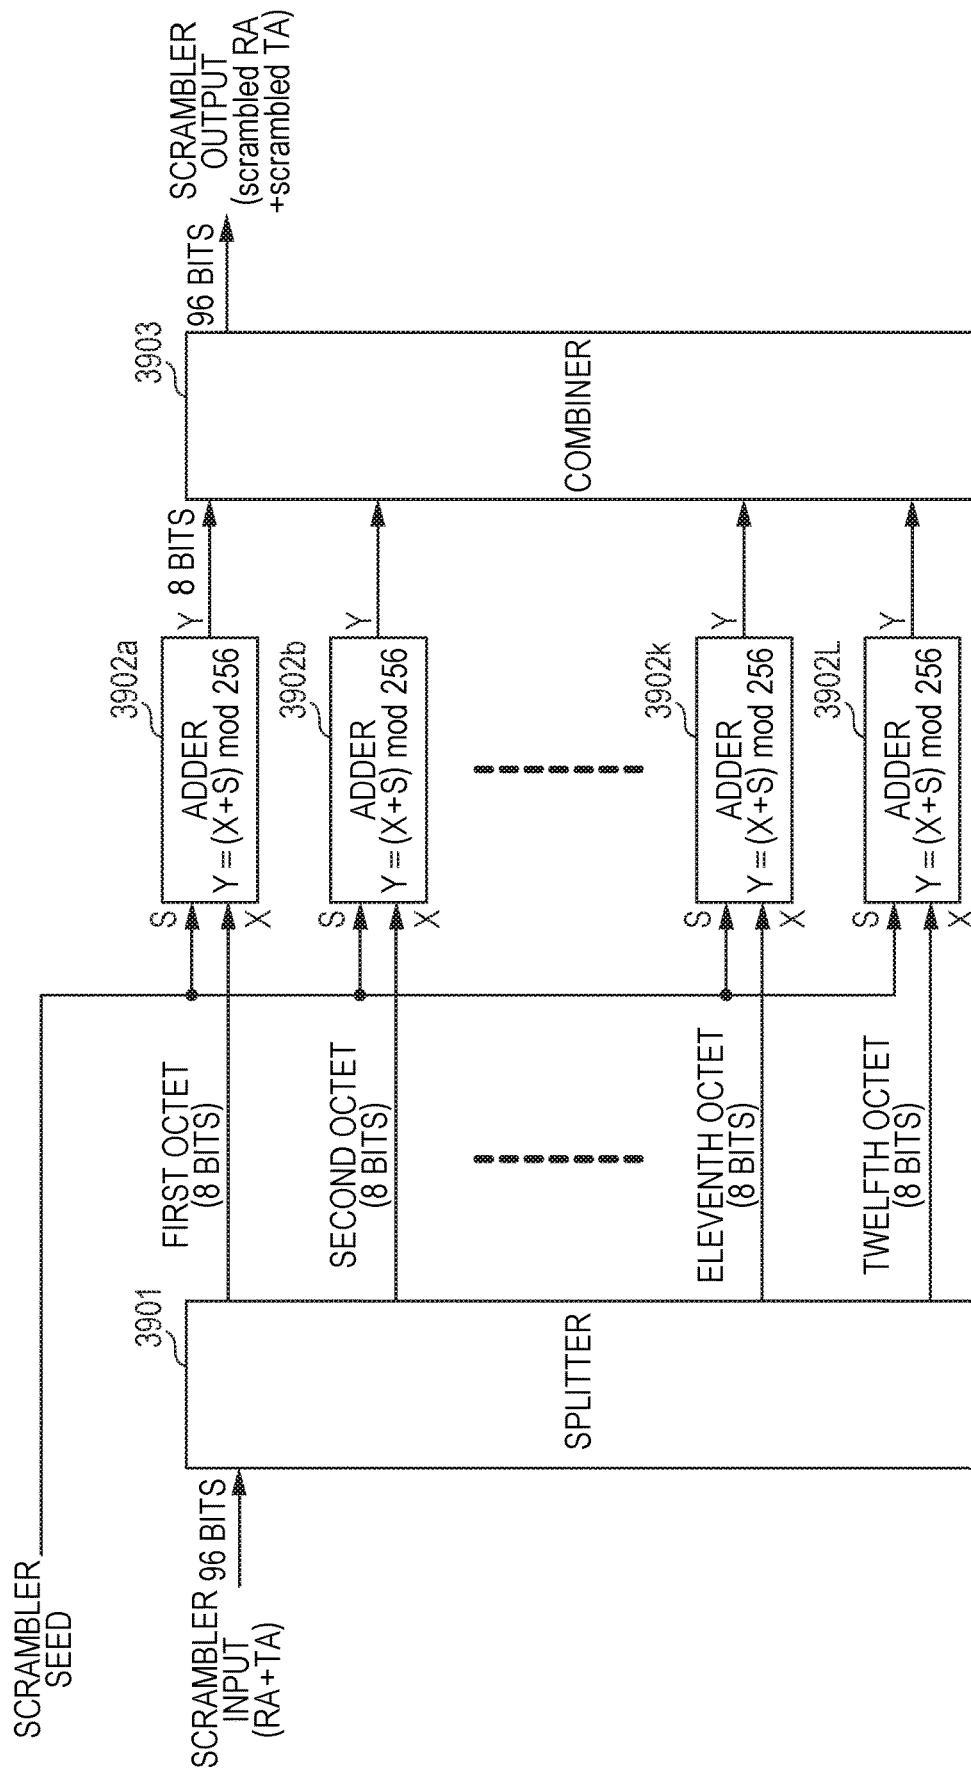 SCRAMBLER
SEED
SCRAMBLER
INPUT
(RA+TA)
96 BITS
3901
SPLITTER
FIRST OCTET
(8 BITS)
SECOND OCTET
(8 BITS)
ELEVENTH OCTET
(8 BITS)
TWELFTH OCTET
(8 BITS)
S
X
3902a
ADDER
Y=(X+S) mod 256
Y
8 BITS
S
X
3902b
ADDER
Y=(X+S) mod 256
Y
S
X
3902k
ADDER
Y=(X+S) mod 256
Y
S
X
3902L
ADDER
Y=(X+S) mod 256
Y
3903
COMBINER
96 BITS
SCRAMBLER
OUTPUT
(scrambled RA
+scrambled TA)